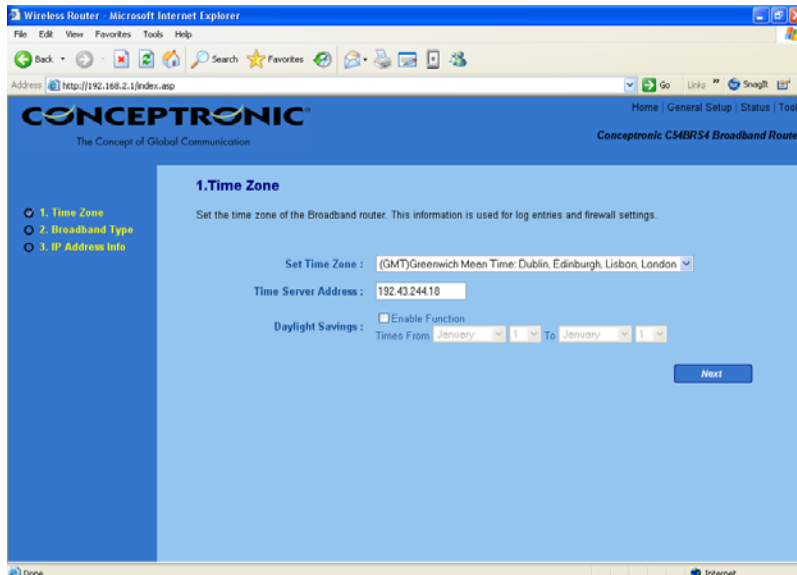 Wireless Router - Microsoft Internet Explorer
File Edit View Favorites Tools Help
Back Search Favorites
Address http://192.168.2.1/index.asp Go Links » SnagIt
CONCEPTRONIC
The Concept of Global Communication
Home | General Setup | Status | Tool
Conceptronic C54BRS4 Broadband Route
1. Time Zone
2. Broadband Type
3. IP Address Info
1.Time Zone
Set the time zone of the Broadband router. This information is used for log entries and firewall settings.
Set Time Zone : (GMT)Greenwich Mean Time: Dublin, Edinburgh, Lisbon, London
Time Server Address : 192.43.244.18
Daylight Savings : Enable Function
Times From January 1 To January 1
Next
Done Internet